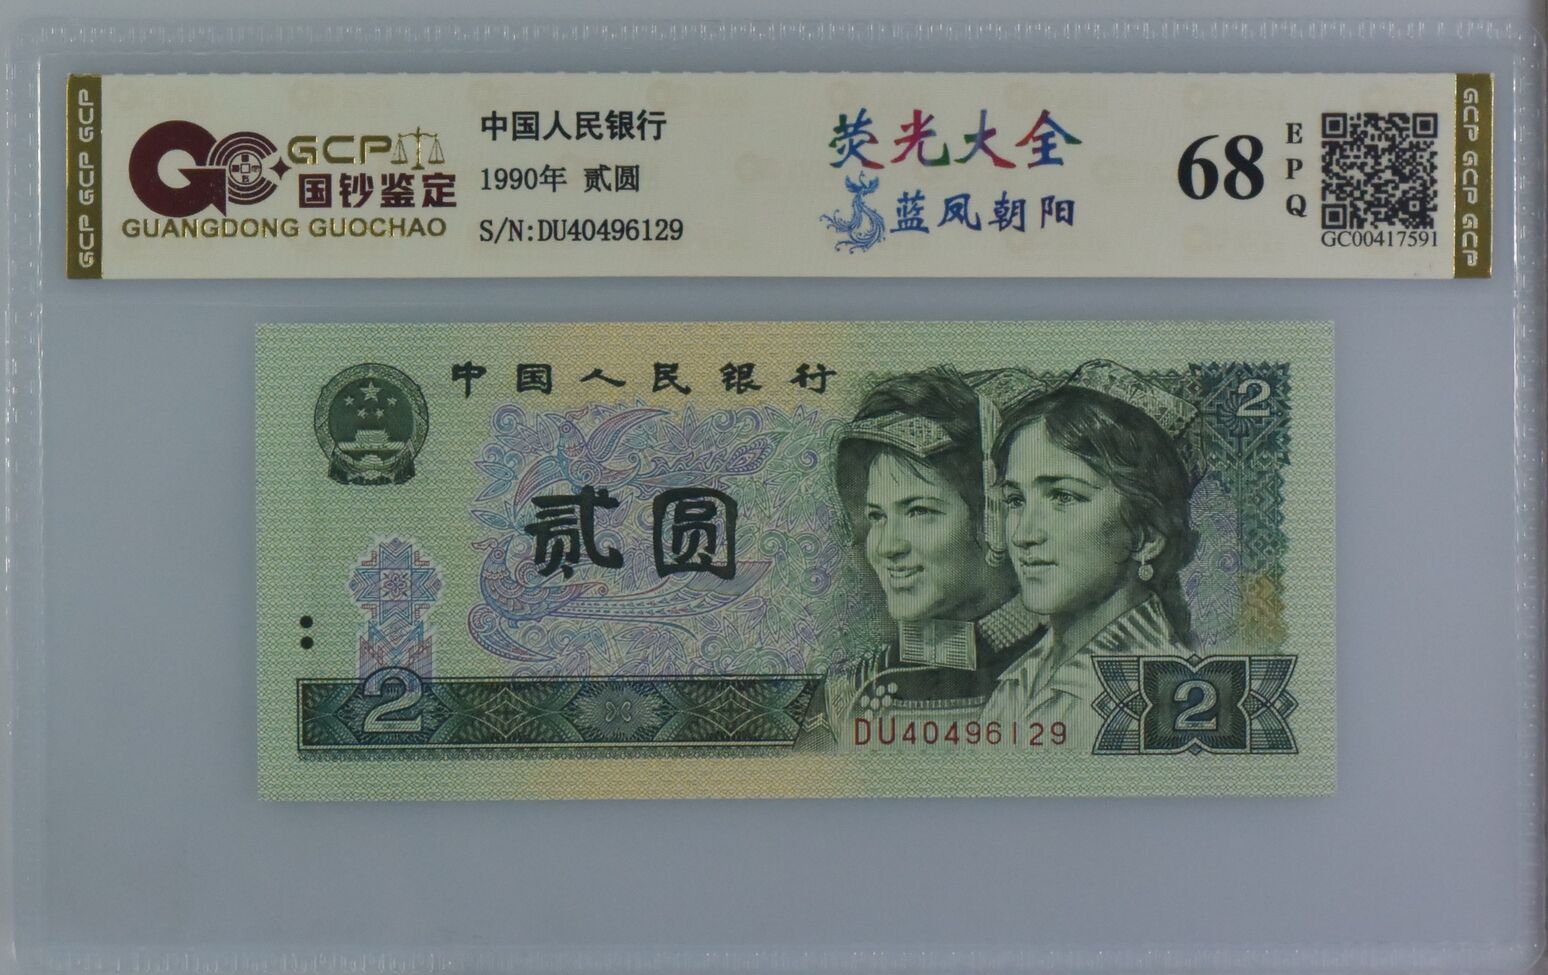 GCP GCP GCP
GCP
国钞鉴定
GUANGDONG GUOCHAO
中国人民银行
1990年 贰圆
S/N:DU40496129
荧光大全
蓝凤朝阳
68
EPQ
GC00417591
GCP GCP GCP
中国人民银行
2
贰圆
2
DU40496129
2